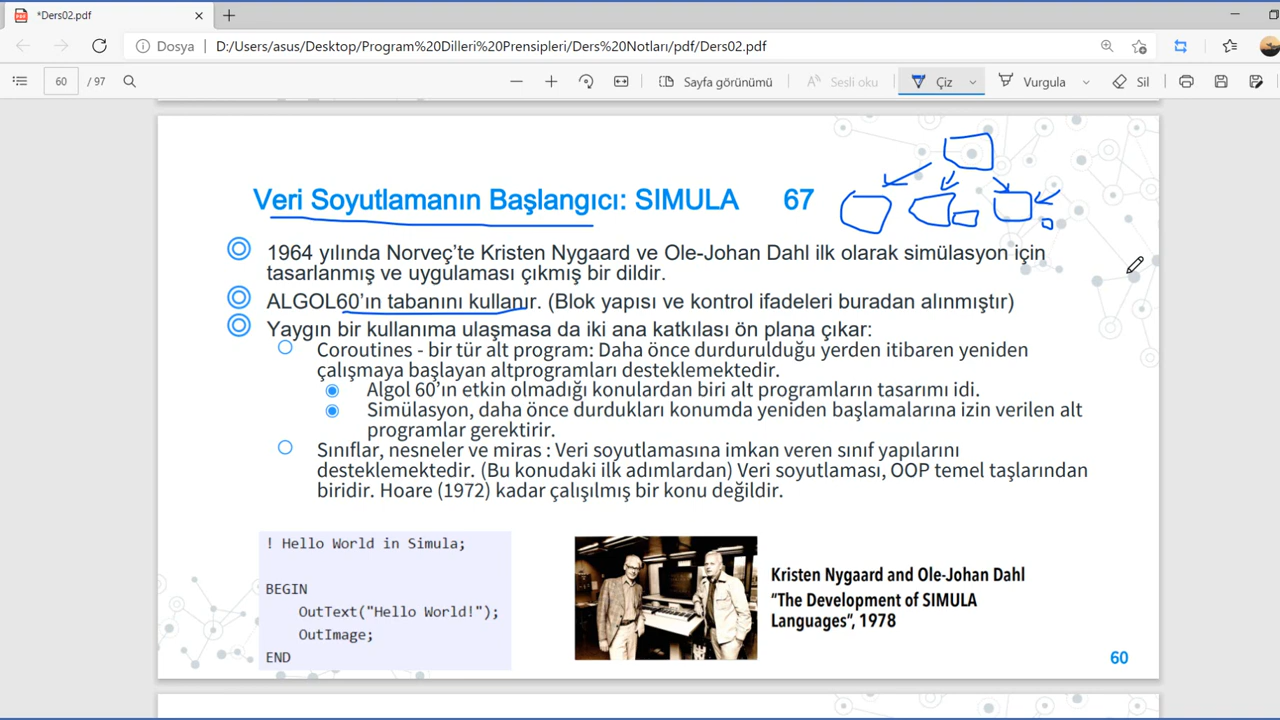 *Ders02.pdf
Dosya
D:/Users/asus/Desktop/Program%20Dilleri%20Prensipleri/Ders%20Notları/pdf/Ders02.pdf
60 / 97
Sayfa görünümü
Sesli oku
Çiz
Vurgula
Sil
Veri Soyutlamanın Başlangıcı: SIMULA 67
1964 yılında Norveç'te Kristen Nygaard ve Ole-Johan Dahl ilk olarak simülasyon için
tasarlanmış ve uygulaması çıkmış bir dildir.
ALGOL60'ın tabanını kullanır. (Blok yapısı ve kontrol ifadeleri buradan alınmıştır)
Yaygın bir kullanıma ulaşmasa da iki ana katkılası ön plana çıkar:
Coroutines - bir tür alt program: Daha önce durdurulduğu yerden itibaren yeniden
çalışmaya başlayan altprogramları desteklemektedir.
Algol 60'ın etkin olmadığı konulardan biri alt programların tasarımı idi.
Simülasyon, daha önce durdukları konumda yeniden başlamalarına izin verilen alt
programlar gerektirir.
Sınıflar, nesneler ve miras : Veri soyutlamasına imkan veren sınıf yapılarını
desteklemektedir. (Bu konudaki ilk adımlardan) Veri soyutlaması, OOP temel taşlarından
biridir. Hoare (1972) kadar çalışılmış bir konu değildir.
! Hello World in Simula;
BEGIN
OutText("Hello World!");
OutImage;
END
Kristen Nygaard and Ole-Johan Dahl
"The Development of SIMULA
Languages", 1978
60